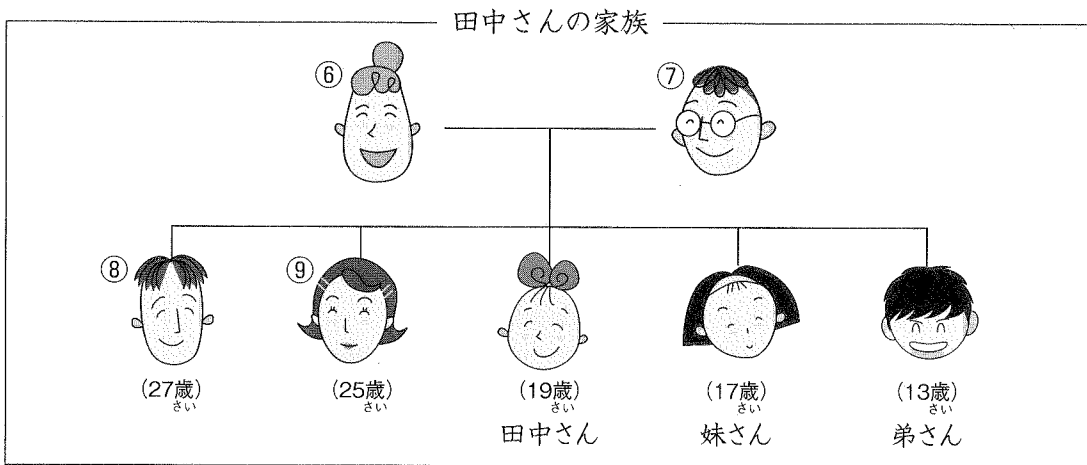 田中さんの家族
⑥ ⑦
⑧ ⑨
(27歳) (25歳) (19歳) (17歳) (13歳)
さい さい さい さい さい
田中さん 妹さん 弟さん